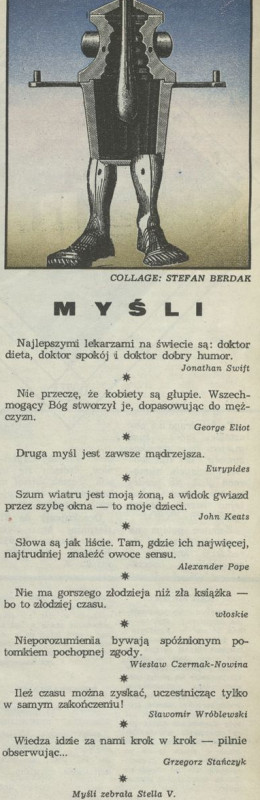 COLLAGE: STEFAN BERDAK
MYŚLI
Najlepszymi lekarzami na świecie są: doktor
dieta, doktor spokój i doktor dobry humor.
Jonathan Swift
Nie przeczę, że kobiety są głupie. Wszech-
mogący Bóg stworzył je, dopasowując do męż-
czyzn.
George Eliot
Druga myśl jest zawsze mądrzejsza.
Eurypides
Szum wiatru jest moją żoną, a widok gwiazd
przez szybę okna — to moje dzieci.
John Keats
Słowa są jak liście. Tam, gdzie ich najwięcej,
najtrudniej znaleźć owoce sensu.
Alexander Pope
Nie ma gorszego złodzieja niż zła książka —
bo to złodziej czasu.
włoskie
Nieporozumienia bywają spóźnionym po-
tomkiem pochopnej zgody.
Wiesław Czermak-Nowina
Ileż czasu można zyskać, uczestnicząc tylko
w samym zakończeniu!
Sławomir Wróblewski
Wiedza idzie za nami krok w krok — pilnie
obserwując...
Grzegorz Stańczyk
Myśli zebrała Stella V.